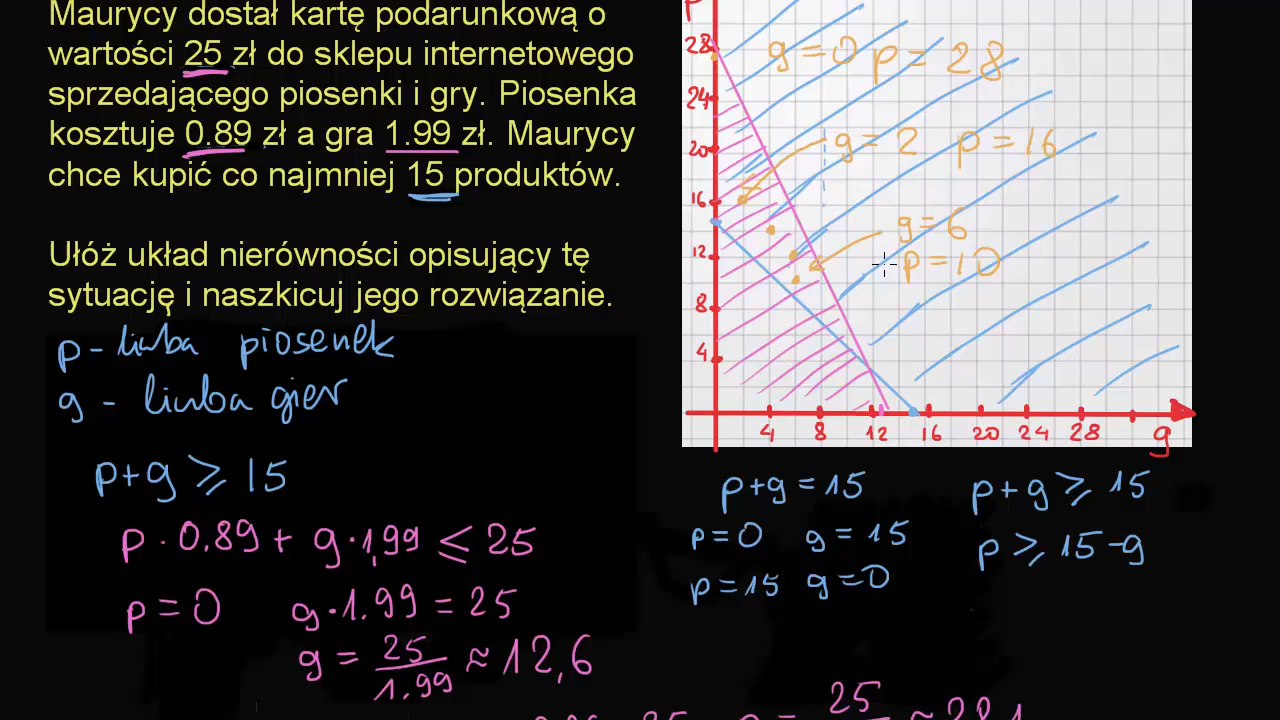 Maurycy dostał kartę podarunkową o
wartości 25 zł do sklepu internetowego
sprzedającego piosenki i gry. Piosenka
kosztuje 0.89 zł a gra 1.99 zł. Maurycy
chce kupić co najmniej 15 produktów.
Ułóż układ nierówności opisujący tę
sytuację i naszkicuj jego rozwiązanie.
p - liczba piosenek
g - liczba gier
p+g ⩾ 15
p · 0.89 + g · 1,99 ⩽ 25
p = 0 g · 1.99 = 25
g = 25/1.99 ≈ 12,6
p
28
24
20
16
12
8
4
4 8 12 16 20 24 28 g
g = 0 p = 28
g = 2 p = 16
g = 6
p = 10
p+g = 15 p+g ⩾ 15
p = 0 g = 15 p ⩾ 15-g
p = 15 g = 0
25